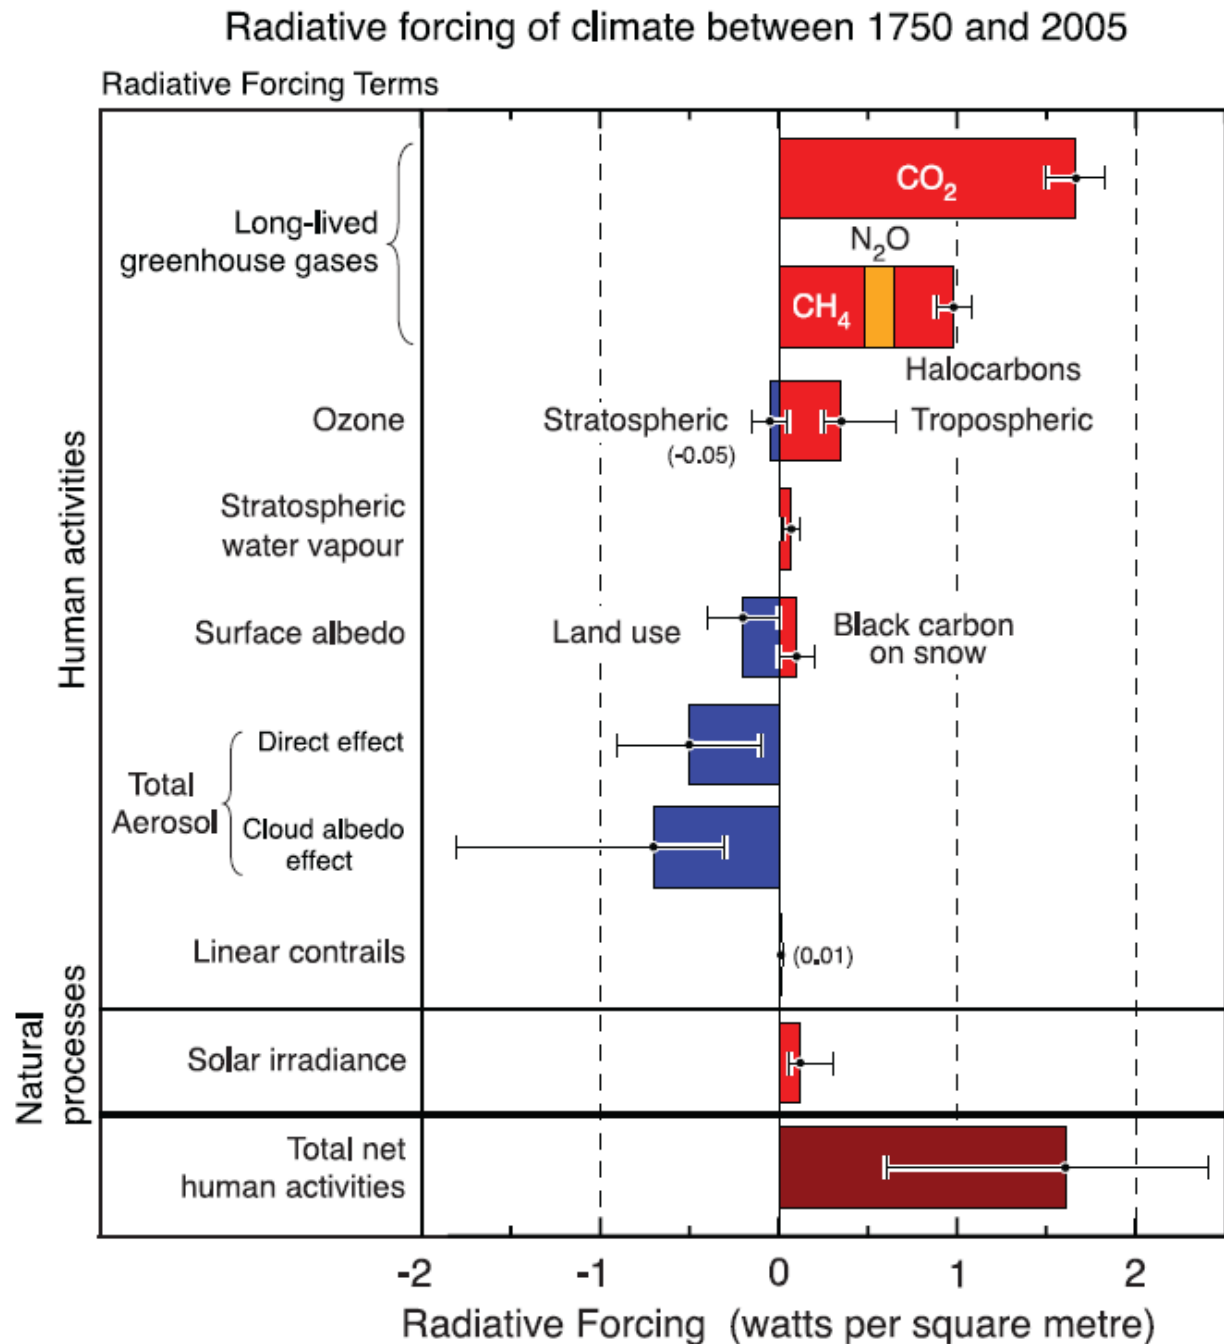 Radiative forcing of climate between 1750 and 2005
Radiative Forcing Terms
Human activities
Long-lived
greenhouse gases
CO₂
N₂O
CH₄
Halocarbons
Ozone
Stratospheric
(-0.05)
Tropospheric
Stratospheric
water vapour
Surface albedo
Land use
Black carbon
on snow
Total
Aerosol
Direct effect
Cloud albedo
effect
Linear contrails
(0.01)
Natural
processes
Solar irradiance
Total net
human activities
-2 -1 0 1 2
Radiative Forcing (watts per square metre)